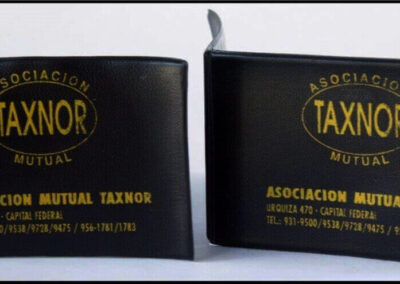 ASOCIACION
TAXNOR
MUTUAL
CION MUTUAL TAXNOR
- CAPITAL FEDERAL
/9538/9728/9475 / 956-1781/1783
ASOCIACION
TAXNOR
MUTUAL
ASOCIACION MUTUAL
URQUIZA 470 - CAPITAL FEDERAL
TEL.: 931-9500/9538/9728/9475 / 95